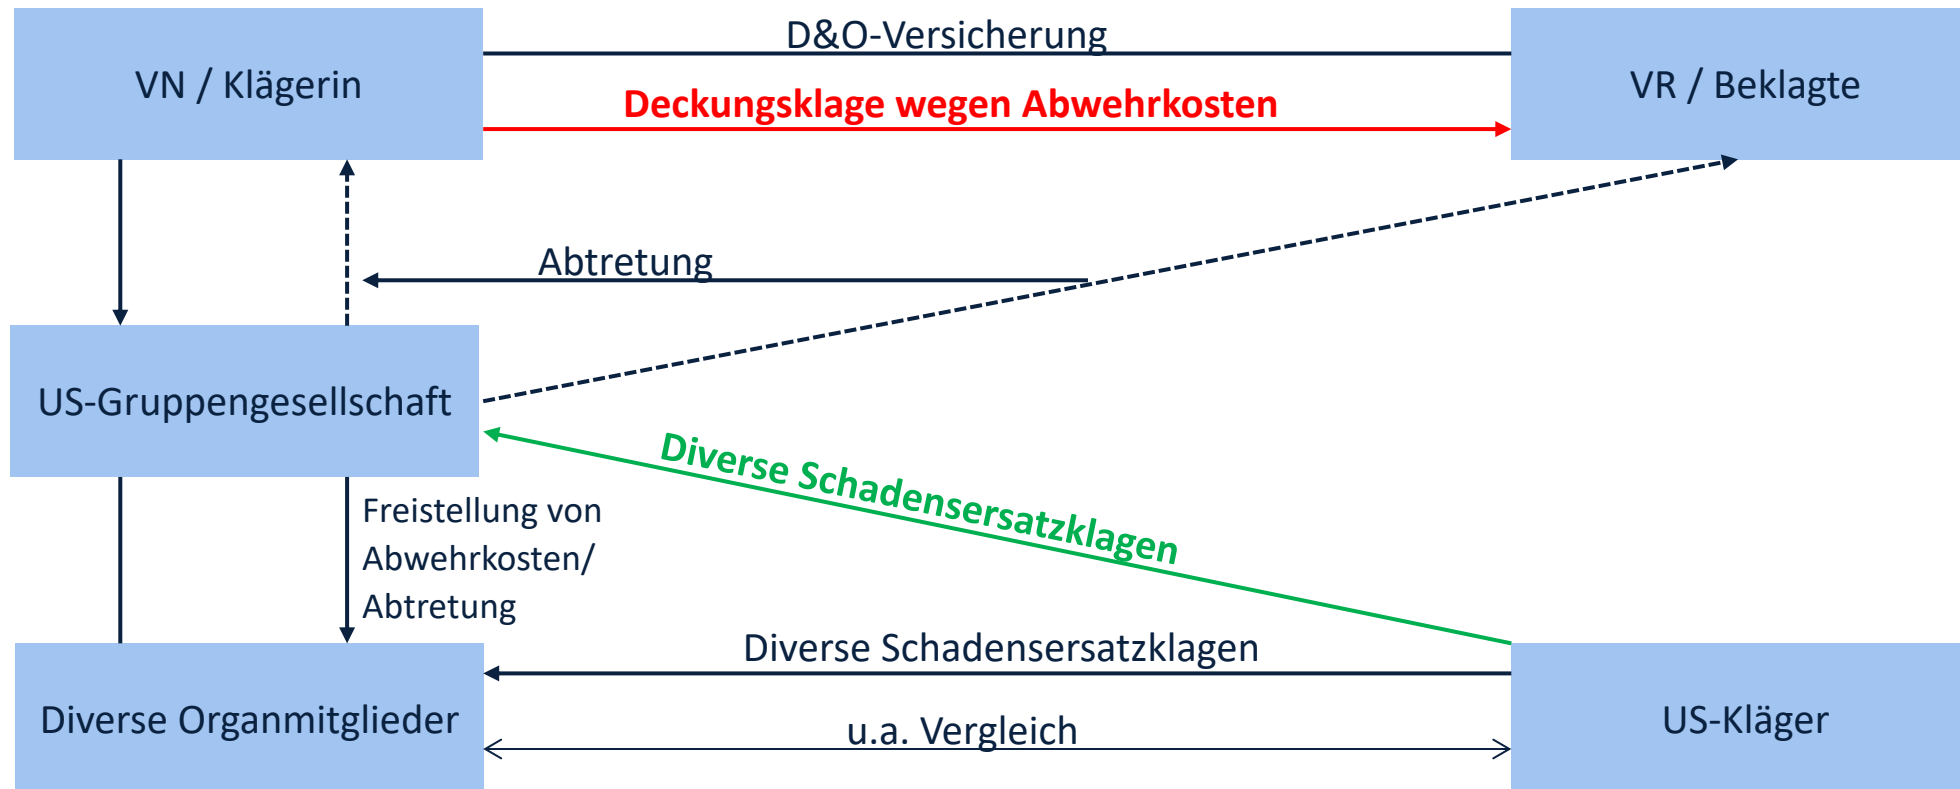 D&O-Versicherung
VN / Klägerin
VR / Beklagte
Deckungsklage wegen Abwehrkosten
Abtretung
US-Gruppengesellschaft
Diverse Schadensersatzklagen
Freistellung von
Abwehrkosten/
Abtretung
Diverse Schadensersatzklagen
Diverse Organmitglieder
US-Kläger
u.a. Vergleich